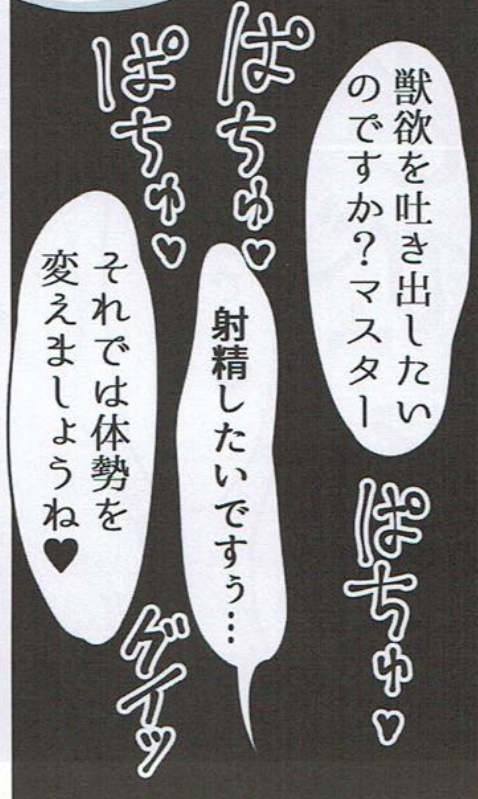 獣欲を吐き出したい
のですか？マスター
ぱちゅ♡
ぱちゅ♡
ぱちゅ♡
射精したいですぅ…
それでは体勢を
変えましょうね♥
グイッ